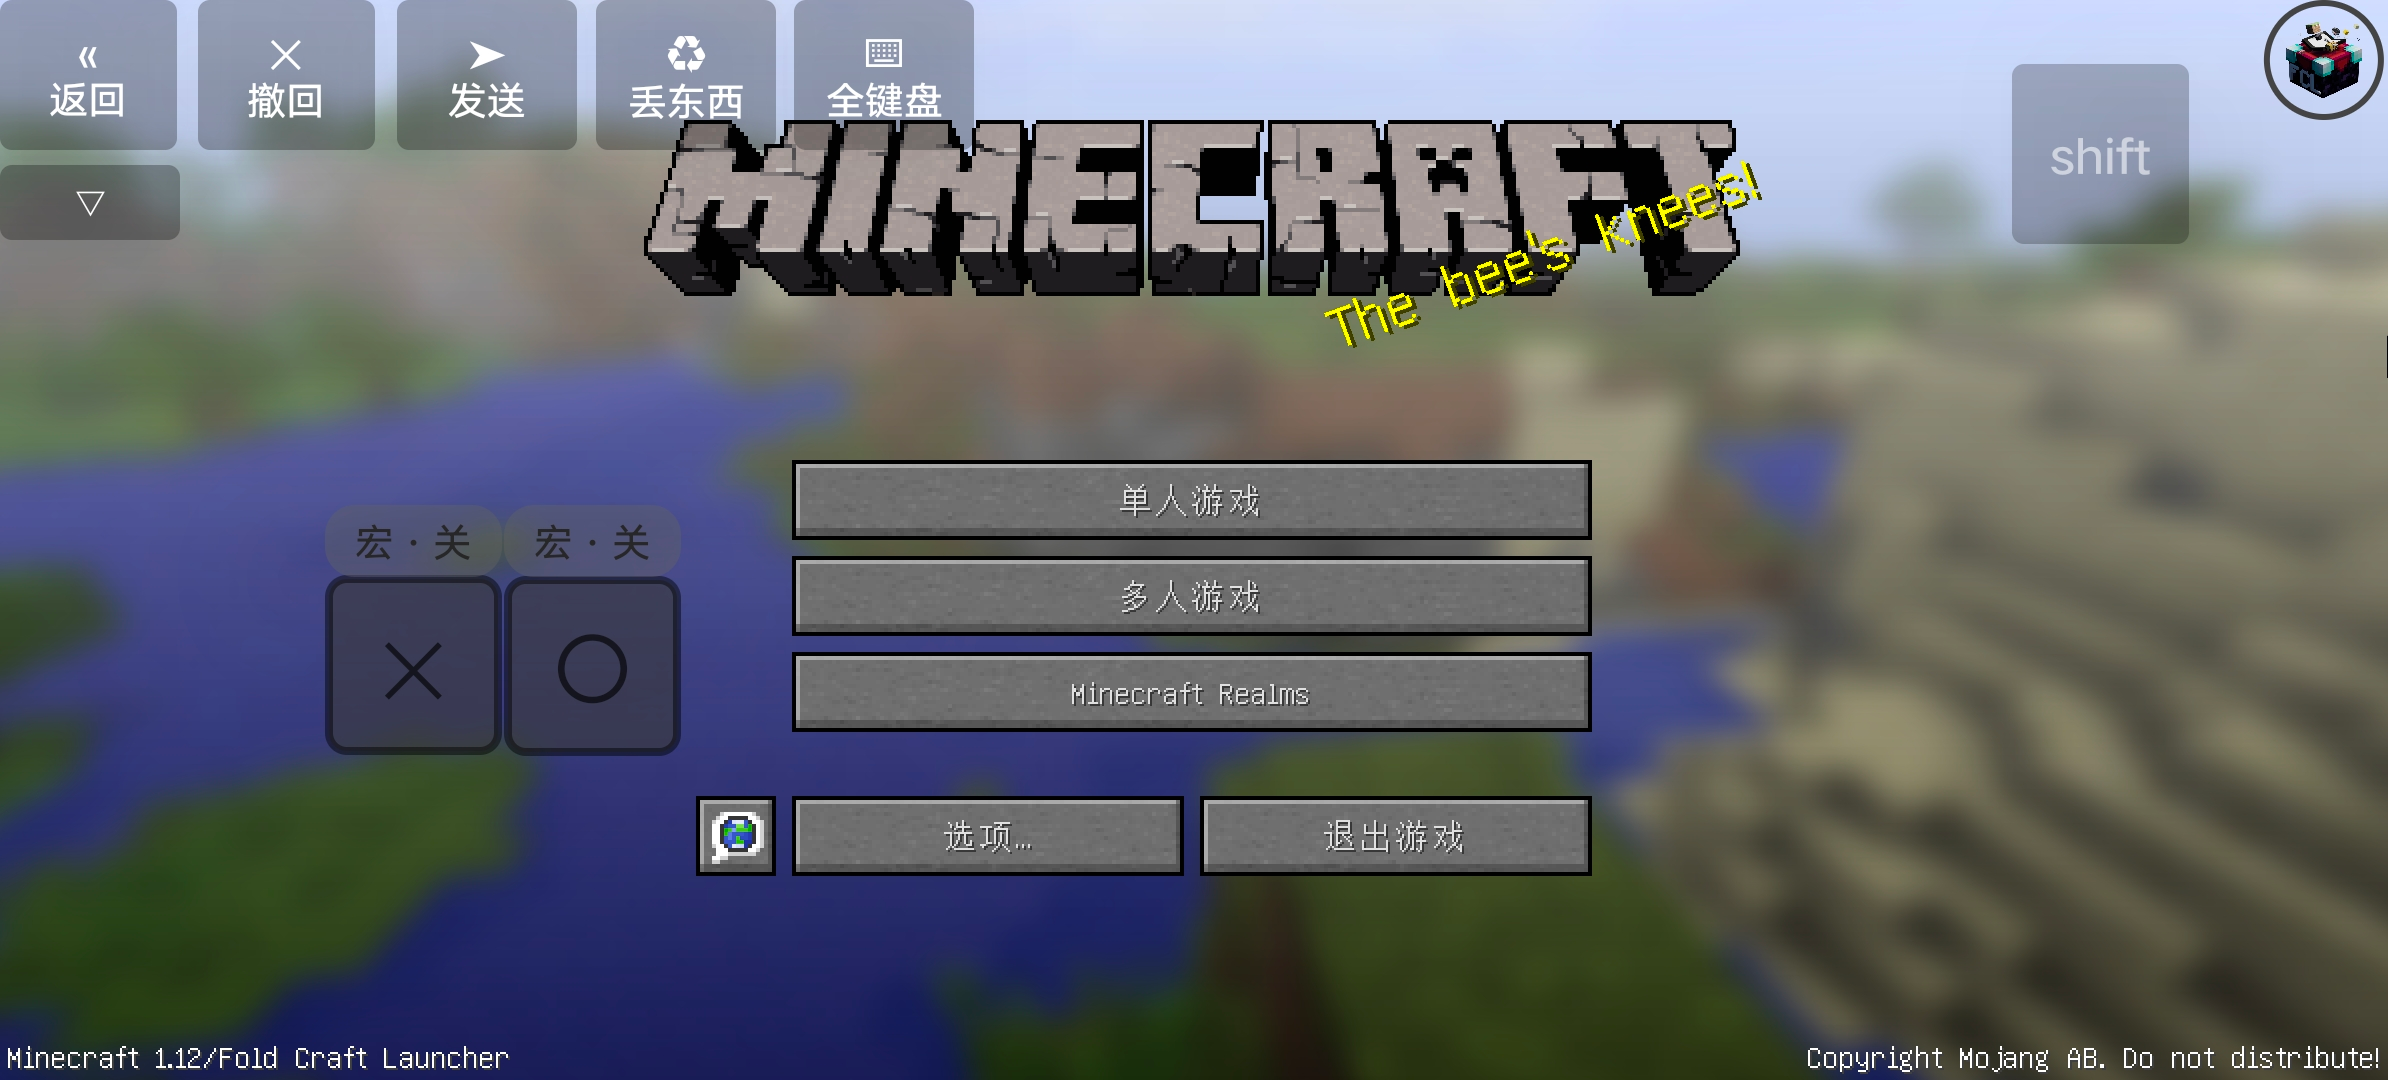 « 返回
× 撤回
➤ 发送
♻ 丢东西
⌨ 全键盘
▽
shift
FCL
MINECRAFT
The bee's knees!
单人游戏
宏·关
宏·关
多人游戏
Minecraft Realms
选项...
退出游戏
Minecraft 1.12/Fold Craft Launcher
Copyright Mojang AB. Do not distribute!